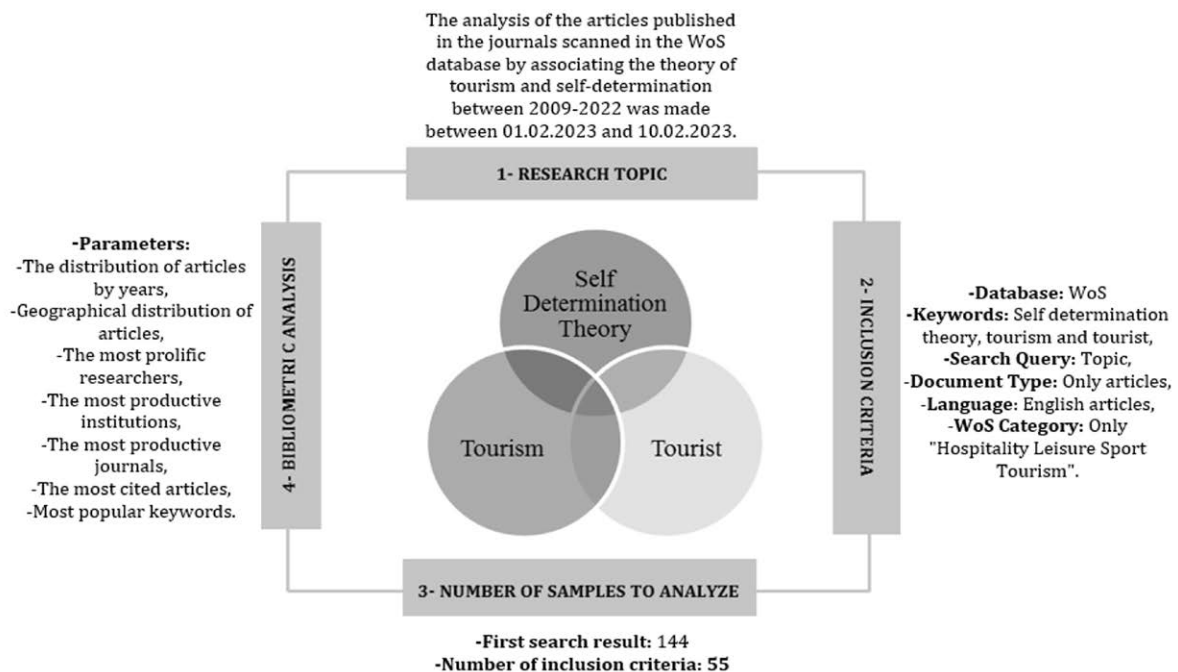 The analysis of the articles published
in the journals scanned in the WoS
database by associating the theory of
tourism and self-determination
between 2009-2022 was made
between 01.02.2023 and 10.02.2023.
1- RESEARCH TOPIC
-Parameters:
-The distribution of articles
by years,
-Geographical distribution of
articles,
-The most prolific
researchers,
-The most productive
institutions,
-The most productive
journals,
-The most cited articles,
-Most popular keywords.
4- BIBLIOMETRI C ANALYSIS
Self
Determination
Theory
Tourism
Tourist
2- INCLUSION CRITERIA
-Database: WoS
-Keywords: Self determination
theory, tourism and tourist,
-Search Query: Topic,
-Document Type: Only articles,
-Language: English articles,
-WoS Category: Only
"Hospitality Leisure Sport
Tourism".
3- NUMBER OF SAMPLES TO ANALYZE
-First search result: 144
-Number of inclusion criteria: 55